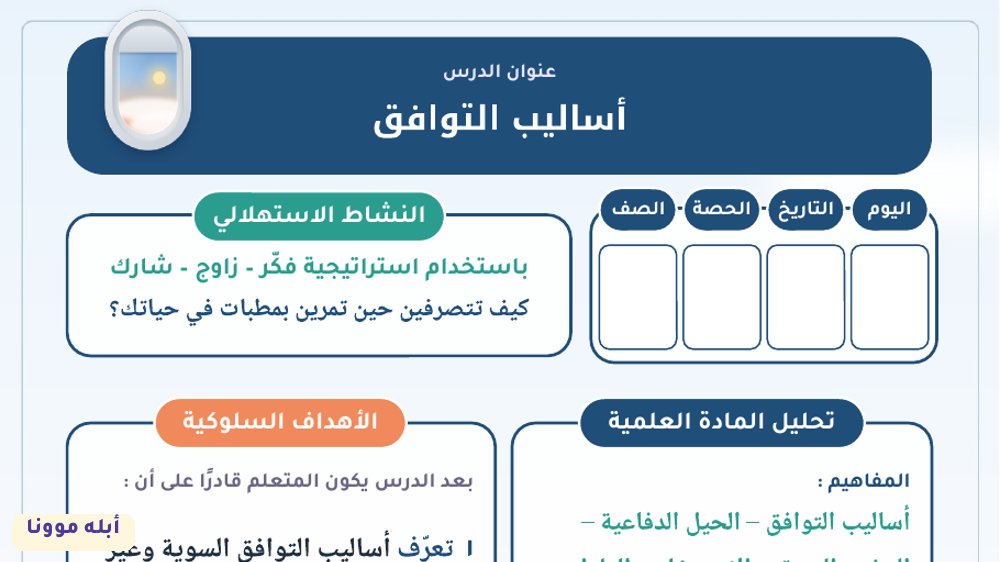 عنوان الدرس
أساليب التوافق
اليوم - التاريخ - الحصة - الصف
النشاط الاستهلالي
باستخدام استراتيجية فكّر - زاوج - شارك
كيف تتصرفين حين تمرين بمطبات في حياتك؟
تحليل المادة العلمية
المفاهيم :
أساليب التوافق – الحيل الدفاعية –
الأهداف السلوكية
بعد الدرس يكون المتعلم قادرًا على أن :
١ تعرّف أساليب التوافق السوية وغير
أبله موونا